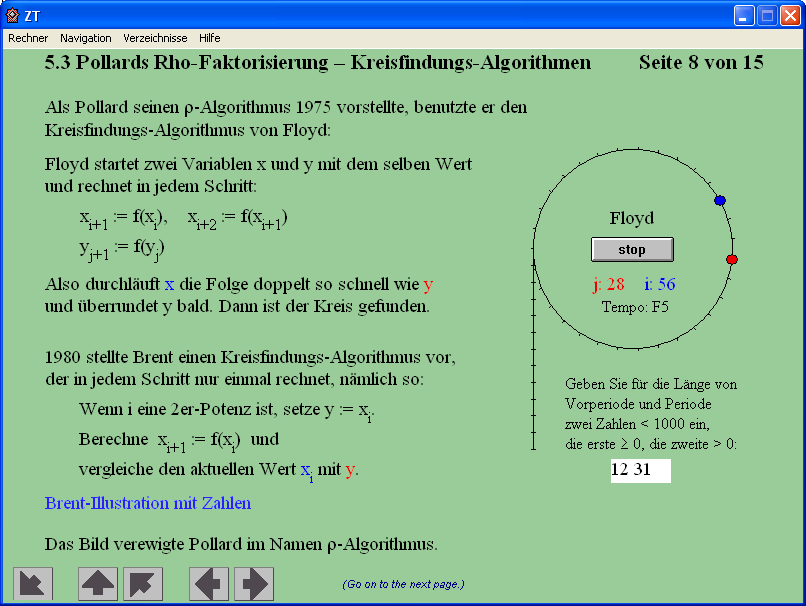 ZT
Rechner Navigation Verzeichnisse Hilfe
5.3 Pollards Rho-Faktorisierung – Kreisfindungs-Algorithmen Seite 8 von 15
Als Pollard seinen ρ-Algorithmus 1975 vorstellte, benutzte er den
Kreisfindungs-Algorithmus von Floyd:
Floyd startet zwei Variablen x und y mit dem selben Wert
und rechnet in jedem Schritt:
x_{i+1} := f(x_i), x_{i+2} := f(x_{i+1})
y_{j+1} := f(y_j)
Also durchläuft x die Folge doppelt so schnell wie y
und überrundet y bald. Dann ist der Kreis gefunden.
1980 stellte Brent einen Kreisfindungs-Algorithmus vor,
der in jedem Schritt nur einmal rechnet, nämlich so:
Wenn i eine 2er-Potenz ist, setze y := x_i.
Berechne x_{i+1} := f(x_i) und
vergleiche den aktuellen Wert x_i mit y.
Brent-Illustration mit Zahlen
Das Bild verewigte Pollard im Namen ρ-Algorithmus.
Floyd
stop
j: 28 i: 56
Tempo: F5
Geben Sie für die Länge von
Vorperiode und Periode
zwei Zahlen < 1000 ein,
die erste ≥ 0, die zweite > 0:
12 31
(Go on to the next page.)